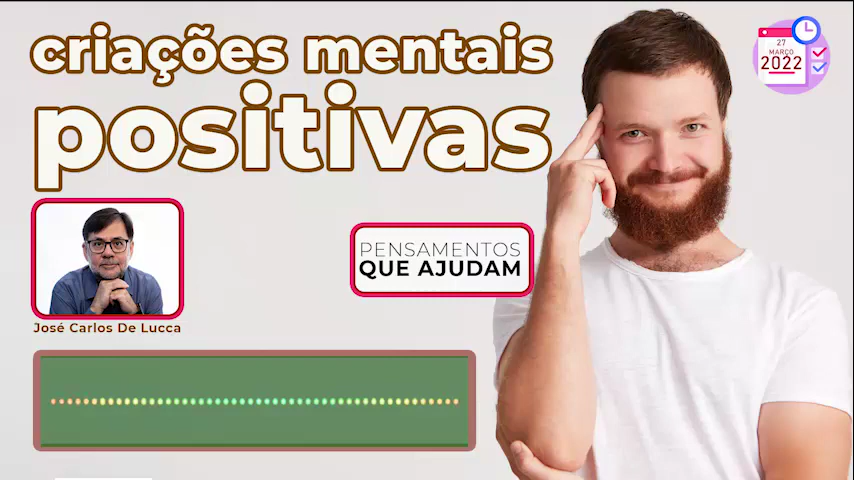 criações mentais
positivas
27
MARÇO
2022
José Carlos De Lucca
PENSAMENTOS
QUE AJUDAM